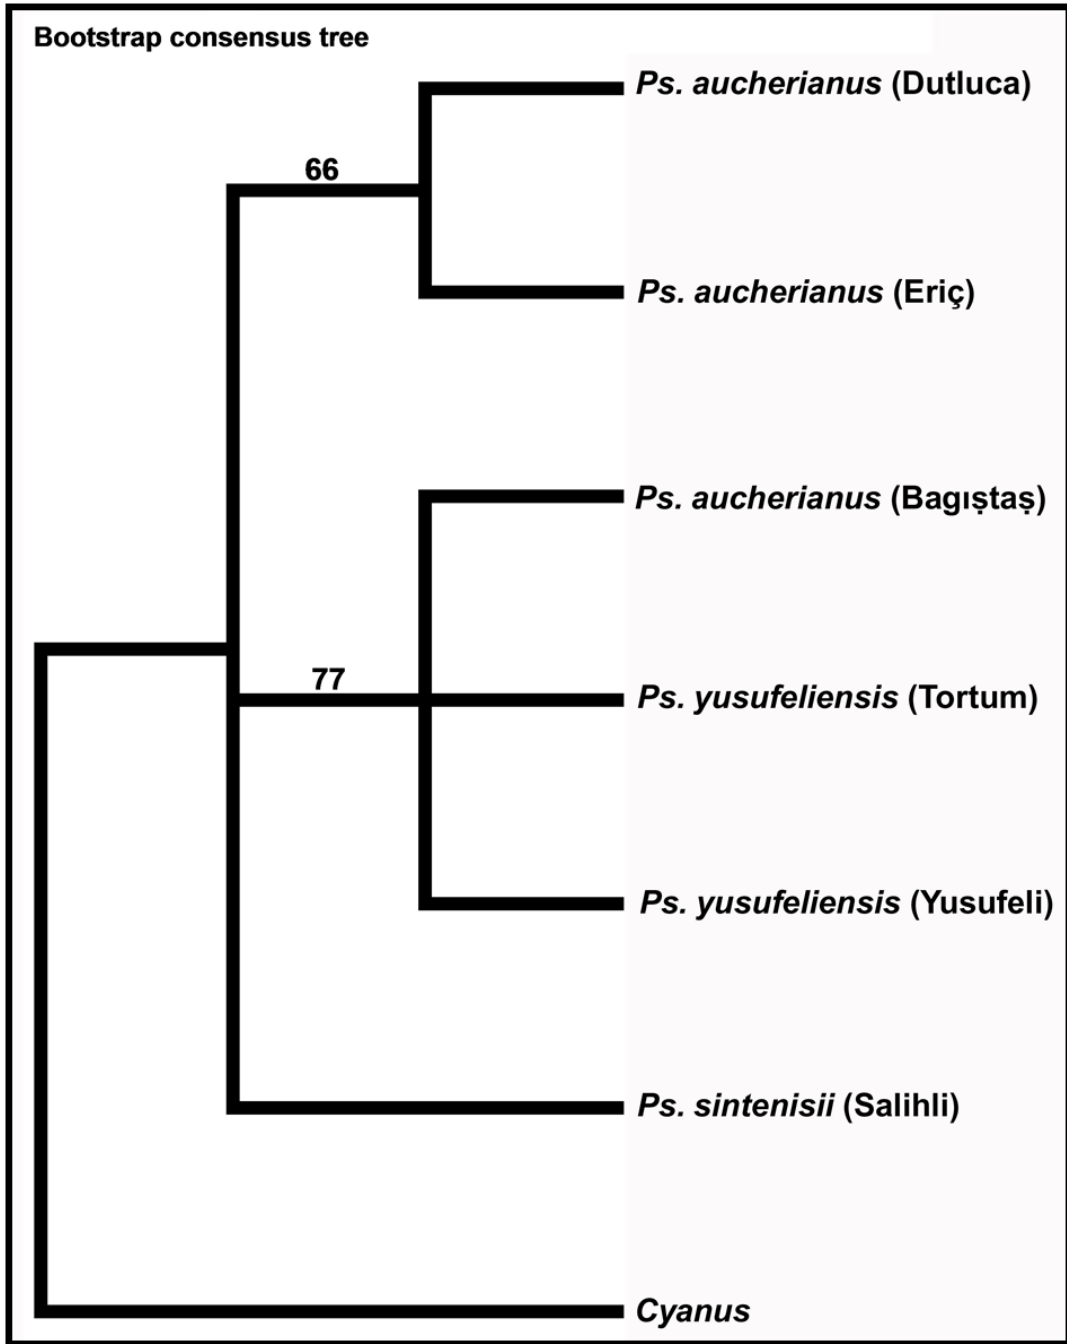 Bootstrap consensus tree
Ps. aucherianus (Dutluca)
66
Ps. aucherianus (Eriç)
Ps. aucherianus (Bagıştaş)
77
Ps. yusufeliensis (Tortum)
Ps. yusufeliensis (Yusufeli)
Ps. sintenisii (Salihli)
Cyanus